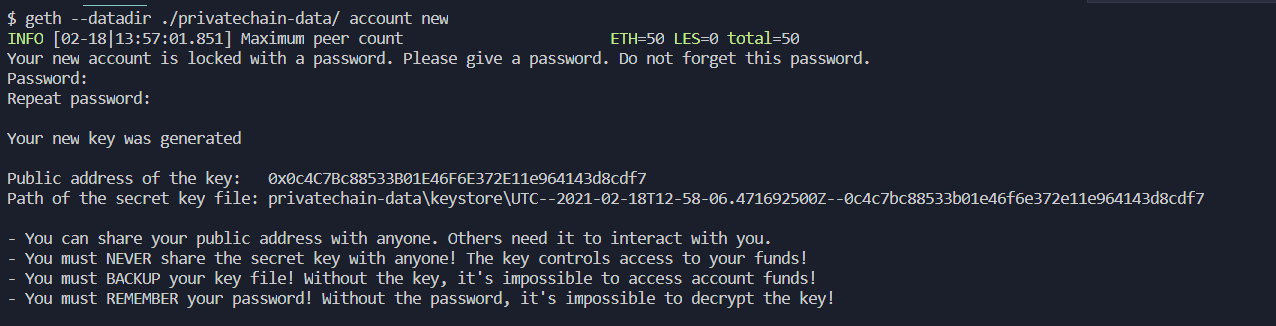 $ geth --datadir ./privatechain-data/ account new
INFO [02-18|13:57:01.851] Maximum peer count                       ETH=50 LES=0 total=50
Your new account is locked with a password. Please give a password. Do not forget this password.
Password:
Repeat password:
Your new key was generated
Public address of the key:   0x0c4C7Bc88533B01E46F6E372E11e964143d8cdf7
Path of the secret key file: privatechain-data\keystore\UTC--2021-02-18T12-58-06.471692500Z--0c4c7bc88533b01e46f6e372e11e964143d8cdf7
- You can share your public address with anyone. Others need it to interact with you.
- You must NEVER share the secret key with anyone! The key controls access to your funds!
- You must BACKUP your key file! Without the key, it's impossible to access account funds!
- You must REMEMBER your password! Without the password, it's impossible to decrypt the key!